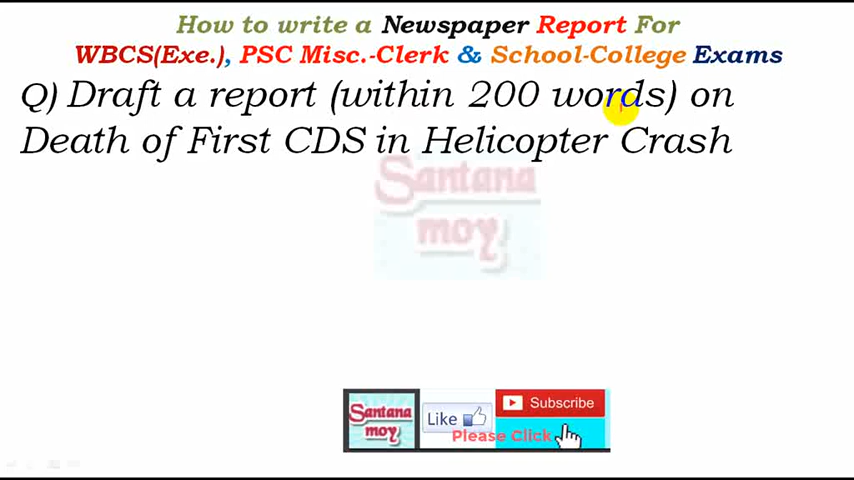 How to write a Newspaper Report For
WBCS(Exe.), PSC Misc.-Clerk & School-College Exams
Q) Draft a report (within 200 words) on
Death of First CDS in Helicopter Crash
Santana
moy
Santana
moy
Like
Subscribe
Please Click